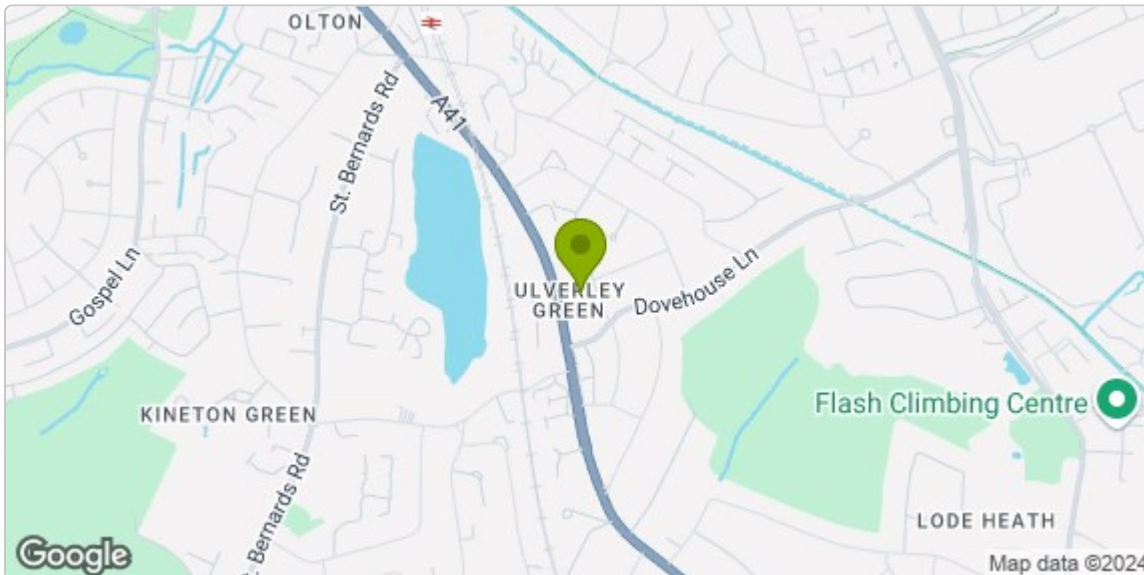 OLTON
St. Bernards Rd
A41
Gospel Ln
ULVERLEY
GREEN
Dovehouse Ln
KINETON GREEN
Flash Climbing Centre
St. Bernards Rd
LODE HEATH
Google
Map data ©2024